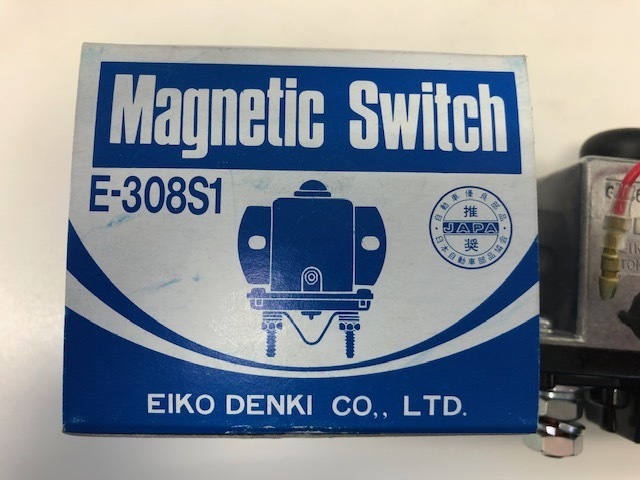 Magnetic Switch
E-308S1
自動車優良部品
推
JAPA
奨
日本自動車部品協会
EIKO DENKI CO,, LTD.